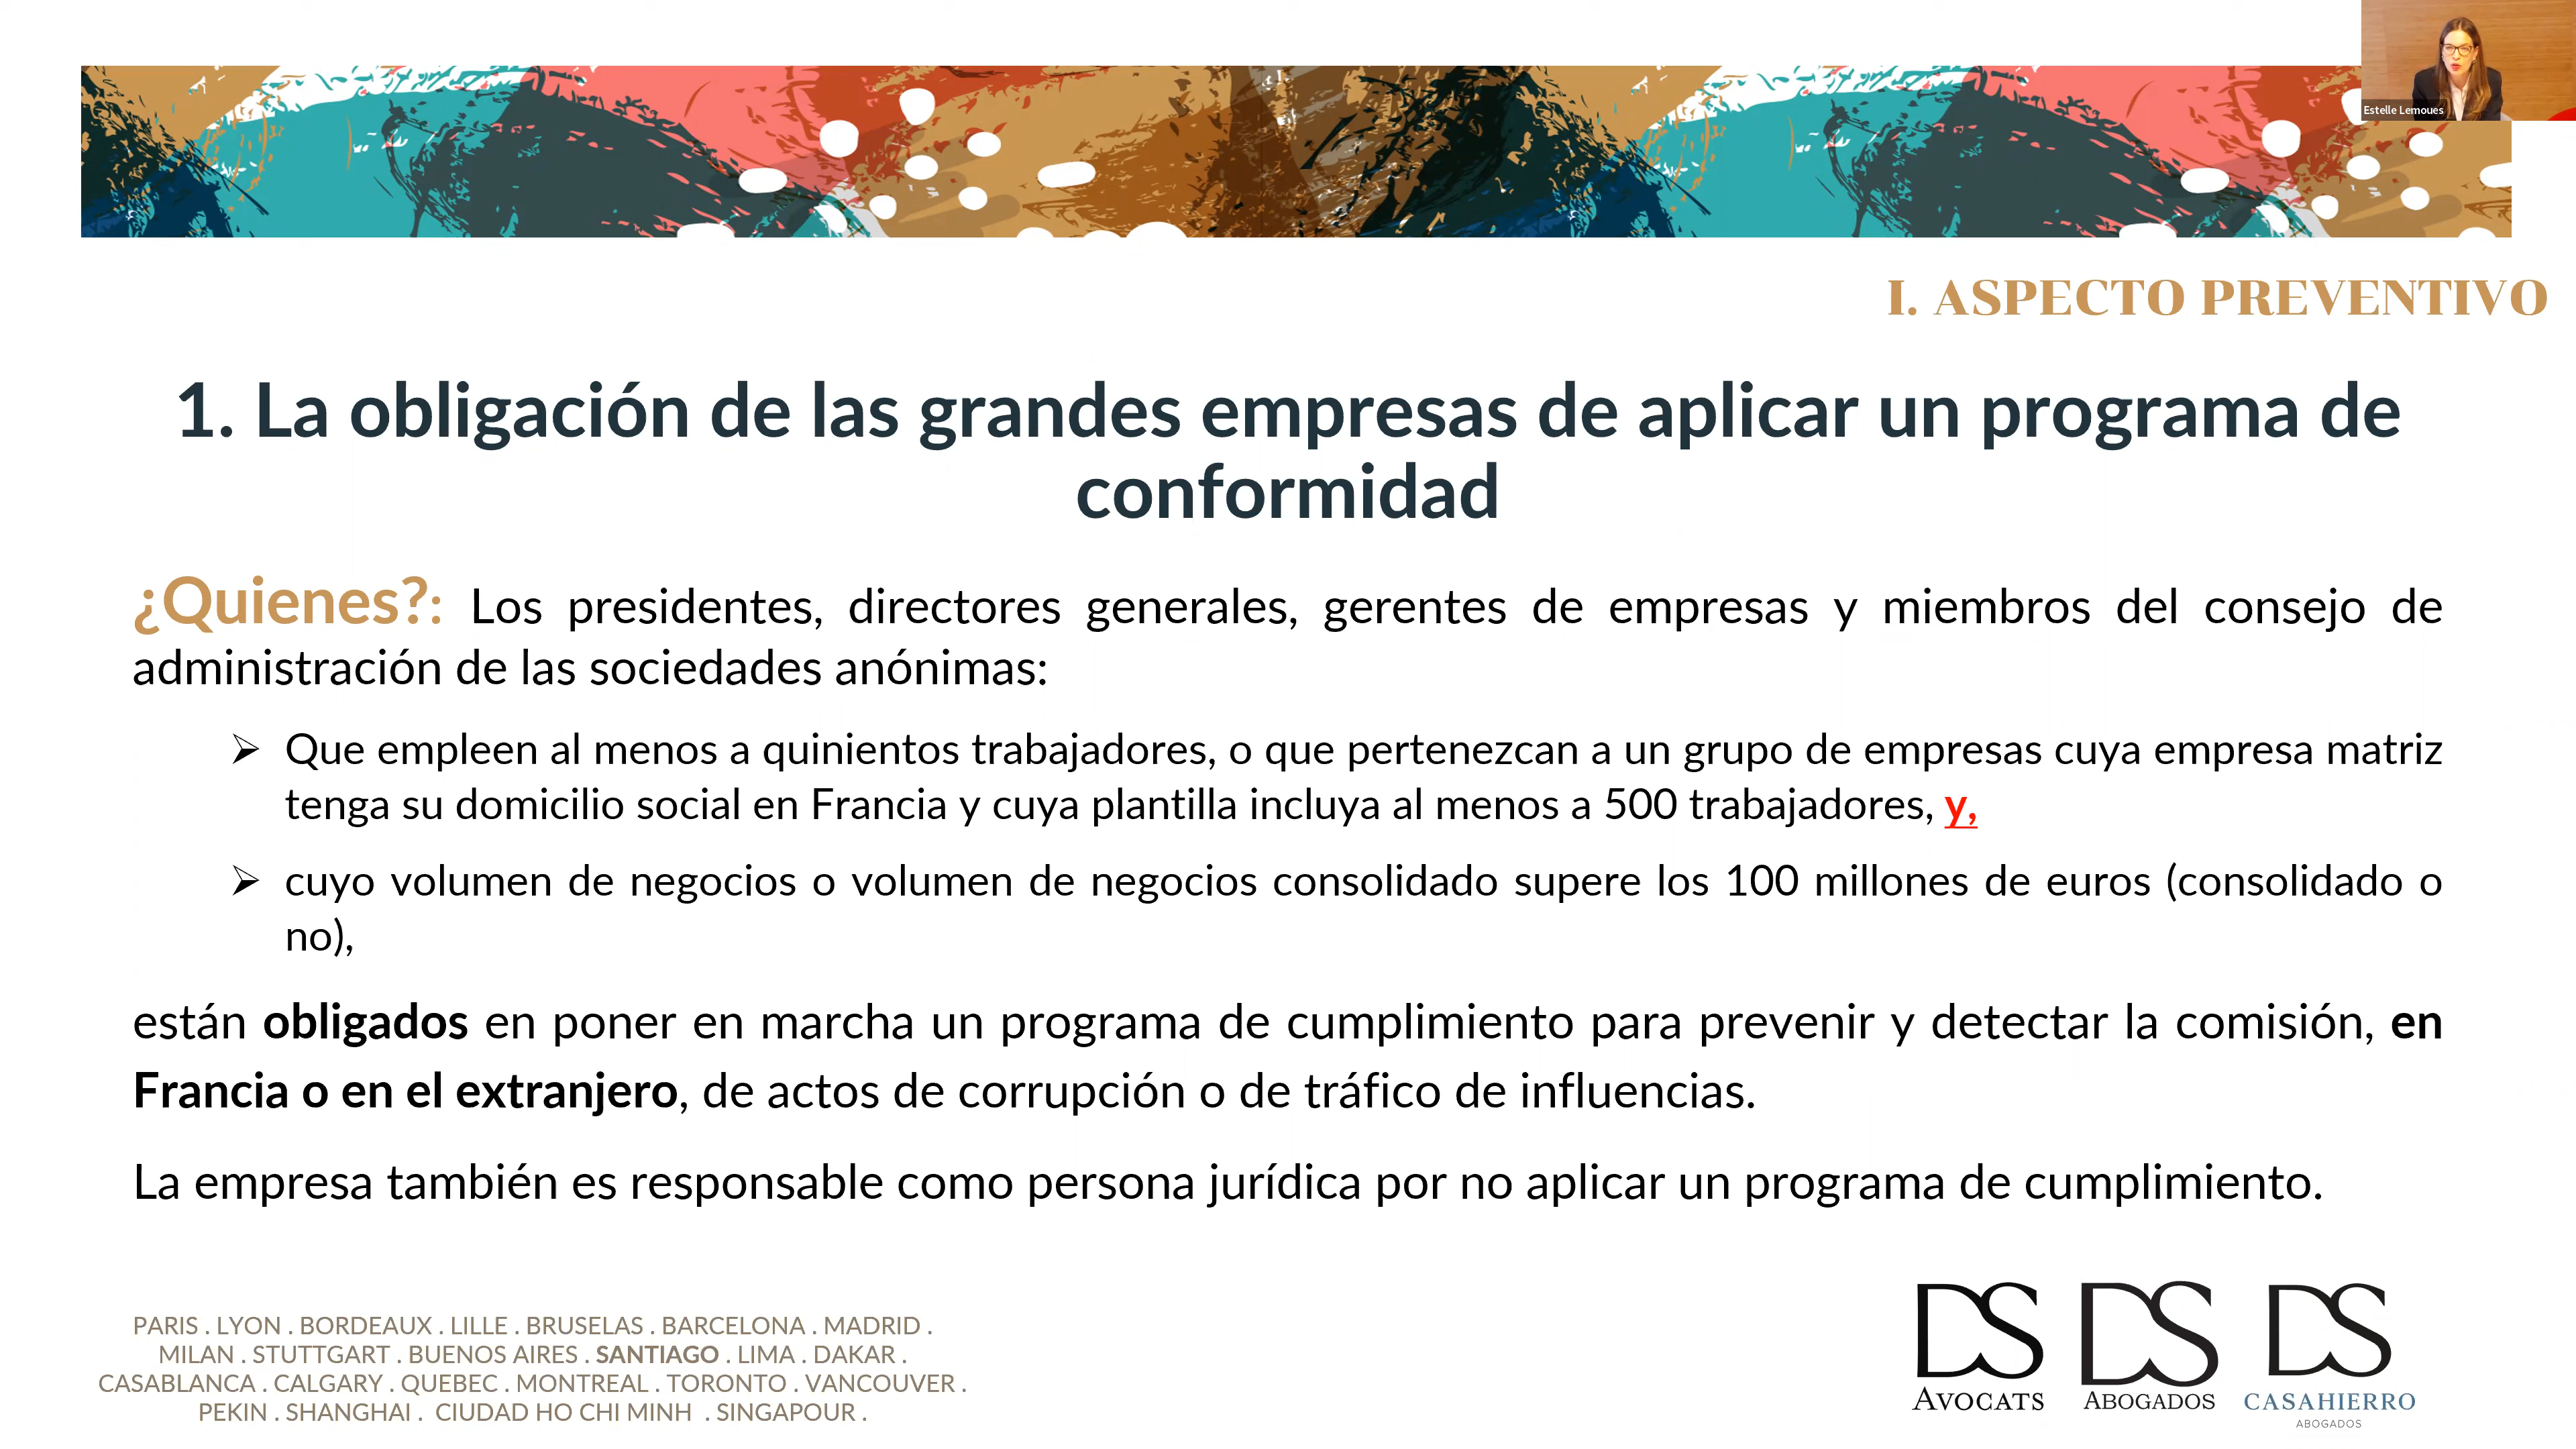 Estelle Lemoues
I. ASPECTO PREVENTIVO
1. La obligación de las grandes empresas de aplicar un programa de
conformidad
¿Quienes?: Los presidentes, directores generales, gerentes de empresas y miembros del consejo de
administración de las sociedades anónimas:
➢ Que empleen al menos a quinientos trabajadores, o que pertenezcan a un grupo de empresas cuya empresa matriz
tenga su domicilio social en Francia y cuya plantilla incluya al menos a 500 trabajadores, y,
➢ cuyo volumen de negocios o volumen de negocios consolidado supere los 100 millones de euros (consolidado o
no),
están obligados en poner en marcha un programa de cumplimiento para prevenir y detectar la comisión, en
Francia o en el extranjero, de actos de corrupción o de tráfico de influencias.
La empresa también es responsable como persona jurídica por no aplicar un programa de cumplimiento.
PARIS . LYON . BORDEAUX . LILLE . BRUSELAS . BARCELONA . MADRID .
MILAN . STUTTGART . BUENOS AIRES . SANTIAGO . LIMA . DAKAR .
CASABLANCA . CALGARY . QUEBEC . MONTREAL . TORONTO . VANCOUVER .
PEKIN . SHANGHAI . CIUDAD HO CHI MINH . SINGAPOUR .
DS
AVOCATS
DS
ABOGADOS
DS
CASAHIERRO
ABOGADOS